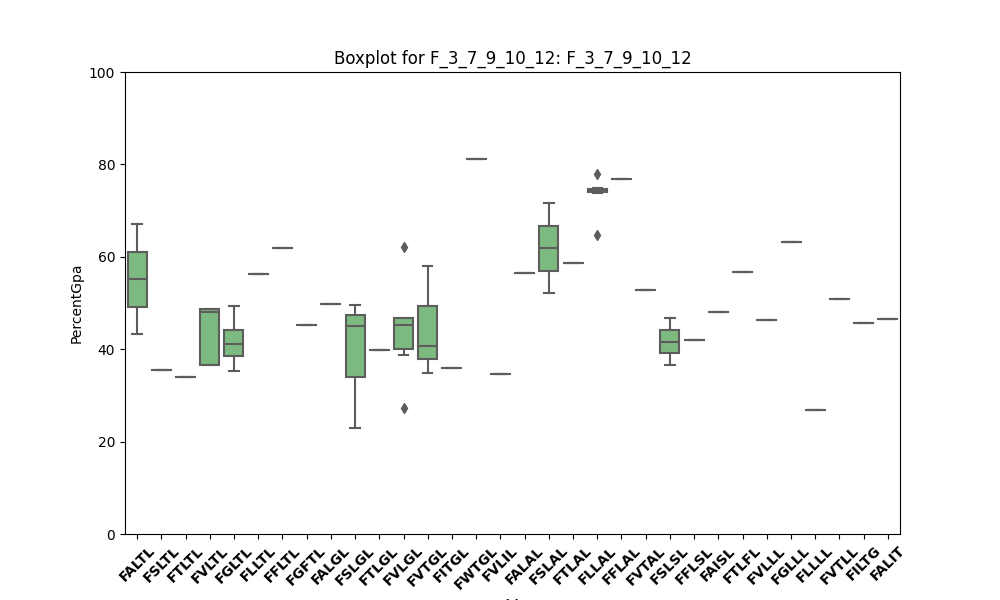 Boxplot for F_3_7_9_10_12: F_3_7_9_10_12
PercentGpa
100
80
60
40
20
0
FALTL
FSLTL
FTLTL
FVLTL
FGLTL
FLLTL
FFLTL
FGFTL
FALGL
FSLGL
FTLGL
FVLGL
FVTGL
FITGL
FWTGL
FVLIL
FALAL
FSLAL
FTLAL
FLLAL
FFLAL
FVTAL
FSLSL
FFLSL
FAISL
FTLFL
FVLLL
FGLLL
FLLLL
FVTLL
FILTG
FALIT